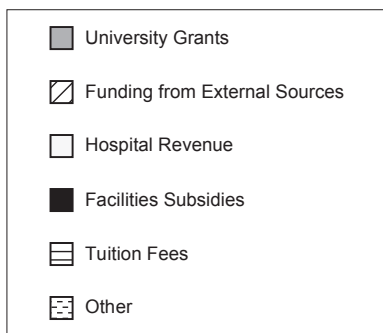 University Grants
Funding from External Sources
Hospital Revenue
Facilities Subsidies
Tuition Fees
Other